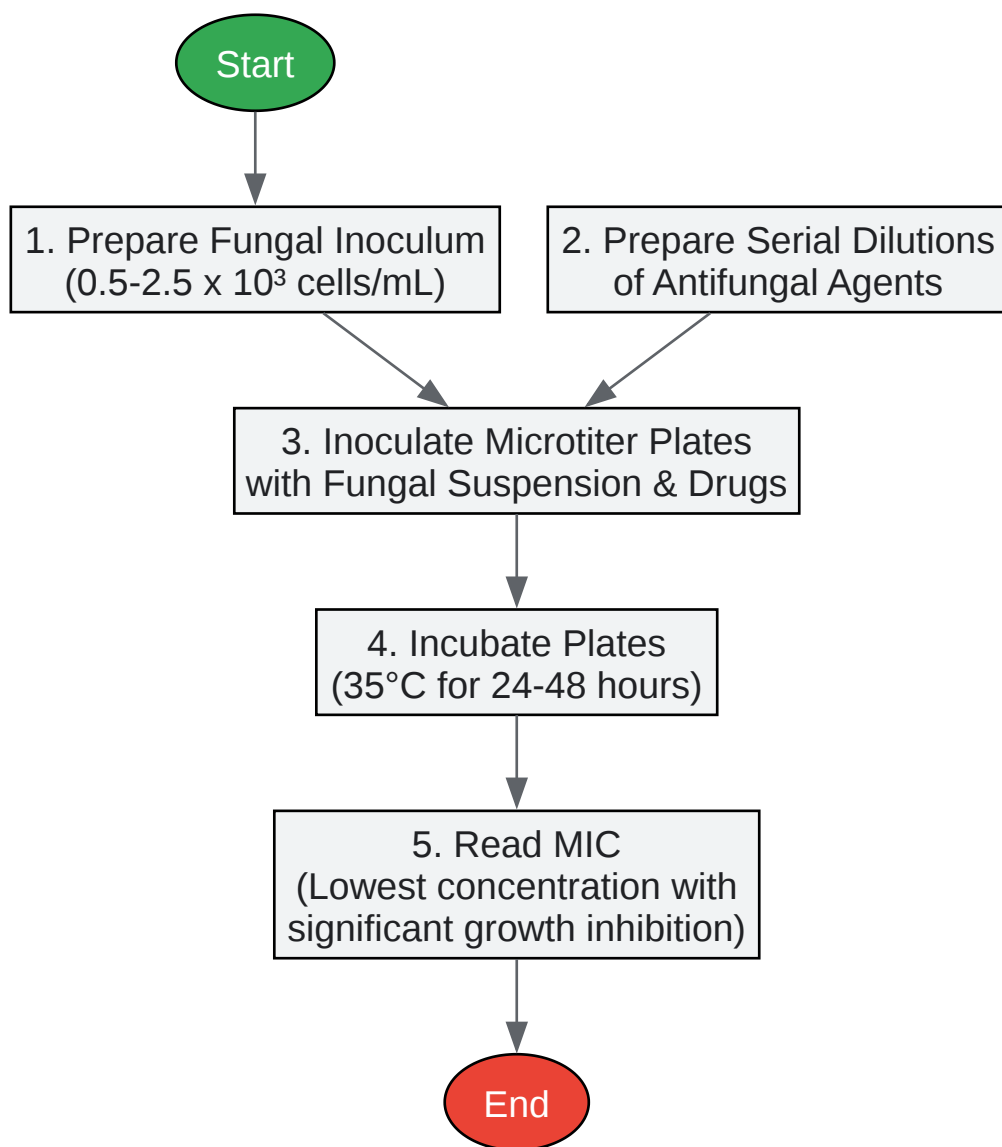 Start
1. Prepare Fungal Inoculum
(0.5-2.5 x 10³ cells/mL)
2. Prepare Serial Dilutions
of Antifungal Agents
3. Inoculate Microtiter Plates
with Fungal Suspension & Drugs
4. Incubate Plates
(35°C for 24-48 hours)
5. Read MIC
(Lowest concentration with
significant growth inhibition)
End